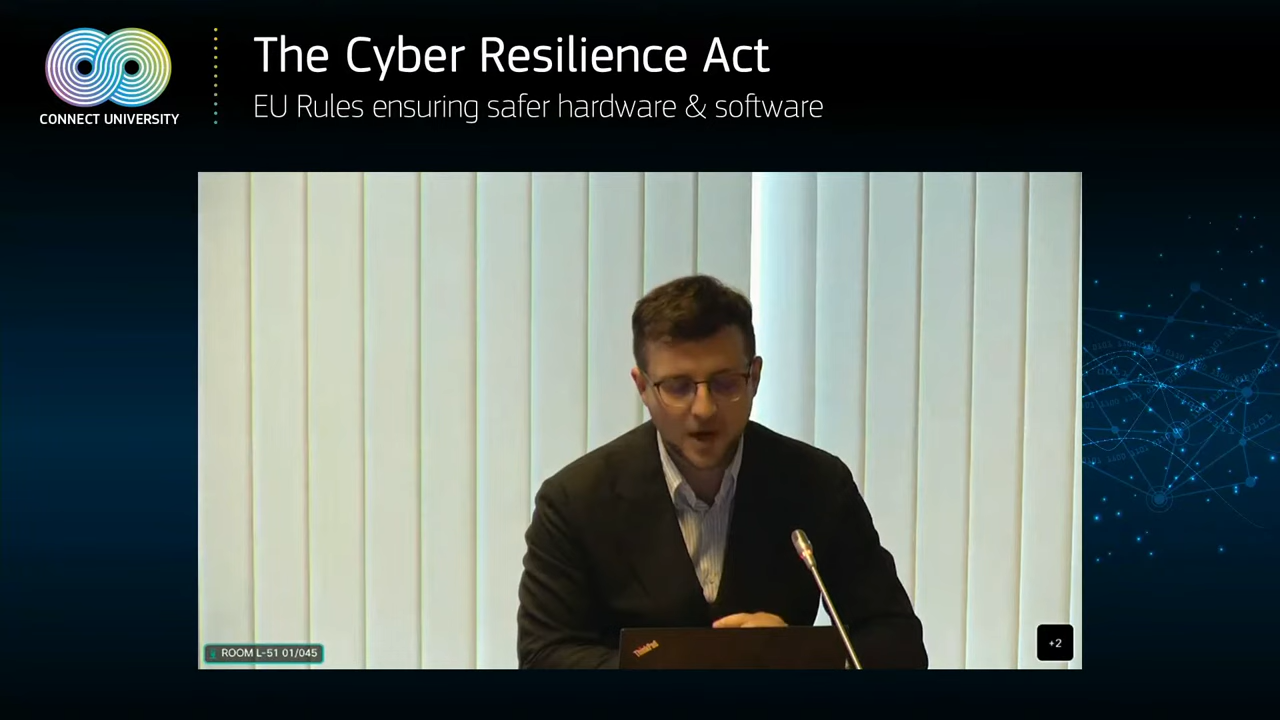 The Cyber Resilience Act
EU Rules ensuring safer hardware & software
CONNECT UNIVERSITY
ThinkPad
ROOM L-51 01/045
+2